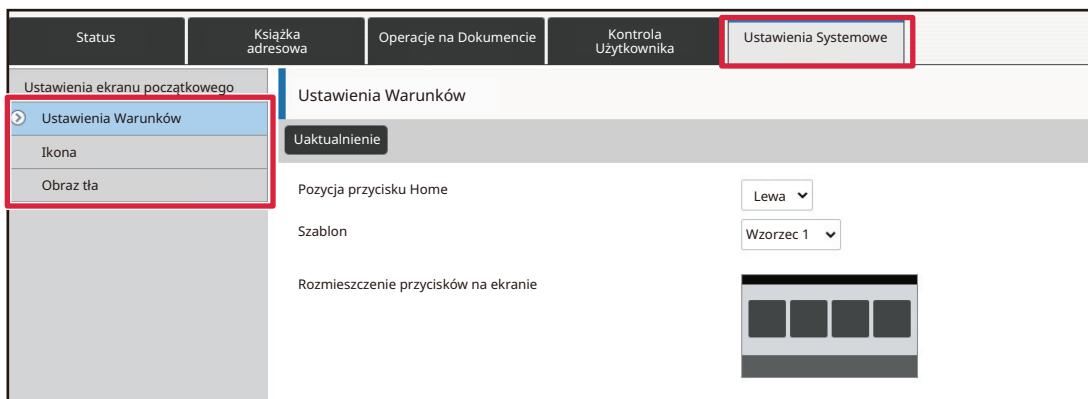 Status
Książka
adresowa
Operacje na Dokumencie
Kontrola
Użytkownika
Ustawienia Systemowe
Ustawienia ekranu początkowego
Ustawienia Warunków
Ikona
Obraz tła
Ustawienia Warunków
Uaktualnienie
Pozycja przycisku Home
Lewa
Szablon
Wzorzec 1
Rozmieszczenie przycisków na ekranie